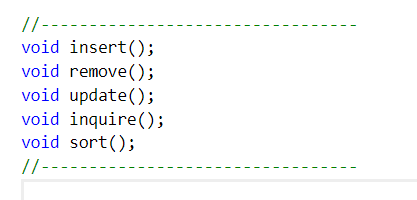 //---------------------------------
void insert();
void remove();
void update();
void inquire();
void sort();
//---------------------------------